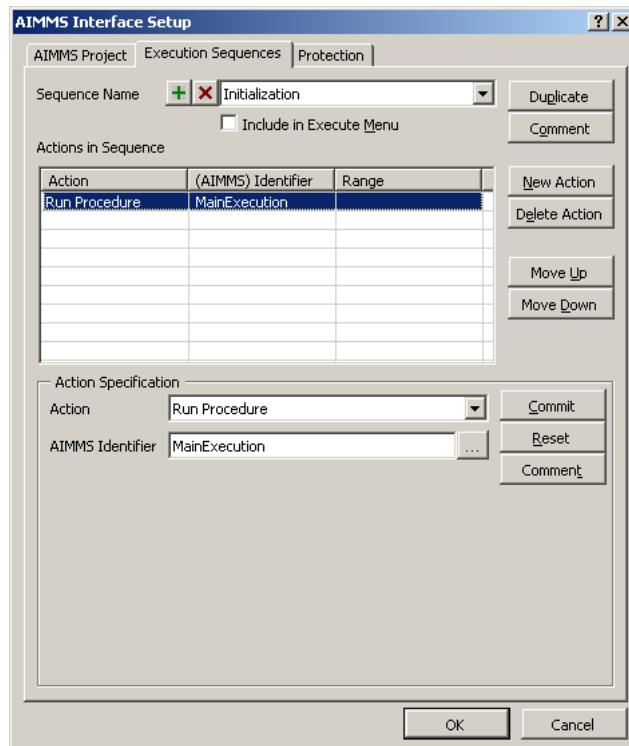 AIMMS Interface Setup
AIMMS Project Execution Sequences Protection
Sequence Name Initialization Duplicate
Include in Execute Menu Comment
Actions in Sequence
Action (AIMMS) Identifier Range New Action
Run Procedure MainExecution Delete Action
Move Up
Move Down
Action Specification
Action Run Procedure Commit
AIMMS Identifier MainExecution ... Reset
Comment
OK Cancel